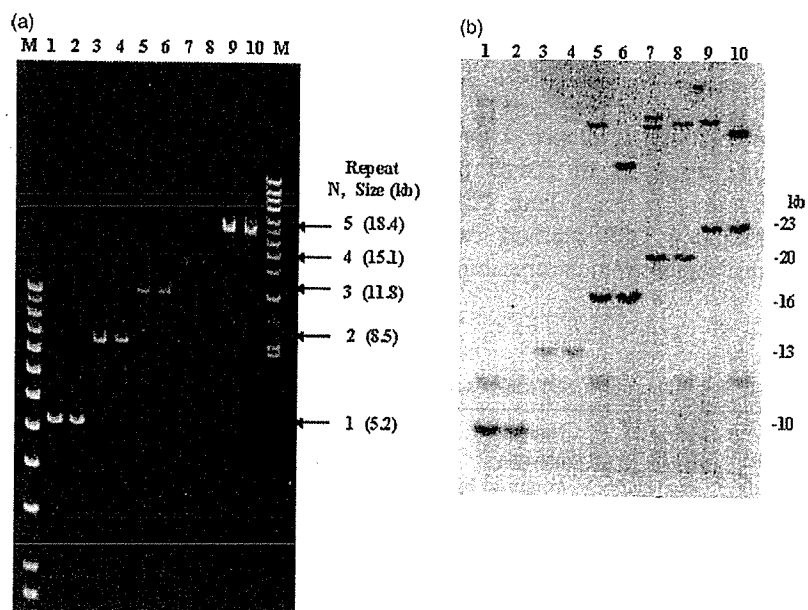 (a)
M 1 2 3 4 5 6 7 8 9 10 M
Repeat
N, Size (kb)
5 (18.4)
4 (15.1)
3 (11.8)
2 (8.5)
1 (5.2)
(b)
1 2 3 4 5 6 7 8 9 10
kb
-23
-20
-16
-13
-10